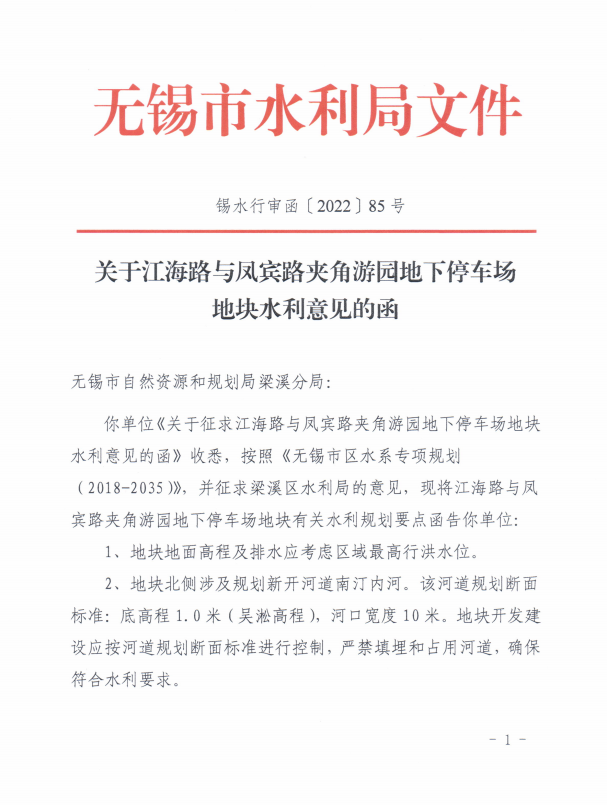 无锡市水利局文件
锡水行审函〔2022〕85号
关于江海路与凤宾路夹角游园地下停车场
地块水利意见的函
无锡市自然资源和规划局梁溪分局：
你单位《关于征求江海路与凤宾路夹角游园地下停车场地块
水利意见的函》收悉，按照《无锡市区水系专项规划
（2018-2035）》，并征求梁溪区水利局的意见，现将江海路与凤
宾路夹角游园地下停车场地块有关水利规划要点函告你单位：
1、地块地面高程及排水应考虑区域最高行洪水位。
2、地块北侧涉及规划新开河道南汀内河。该河道规划断面
标准：底高程1.0米（吴淞高程），河口宽度10米。地块开发建
设应按河道规划断面标准进行控制，严禁填埋和占用河道，确保
符合水利要求。
- 1 -